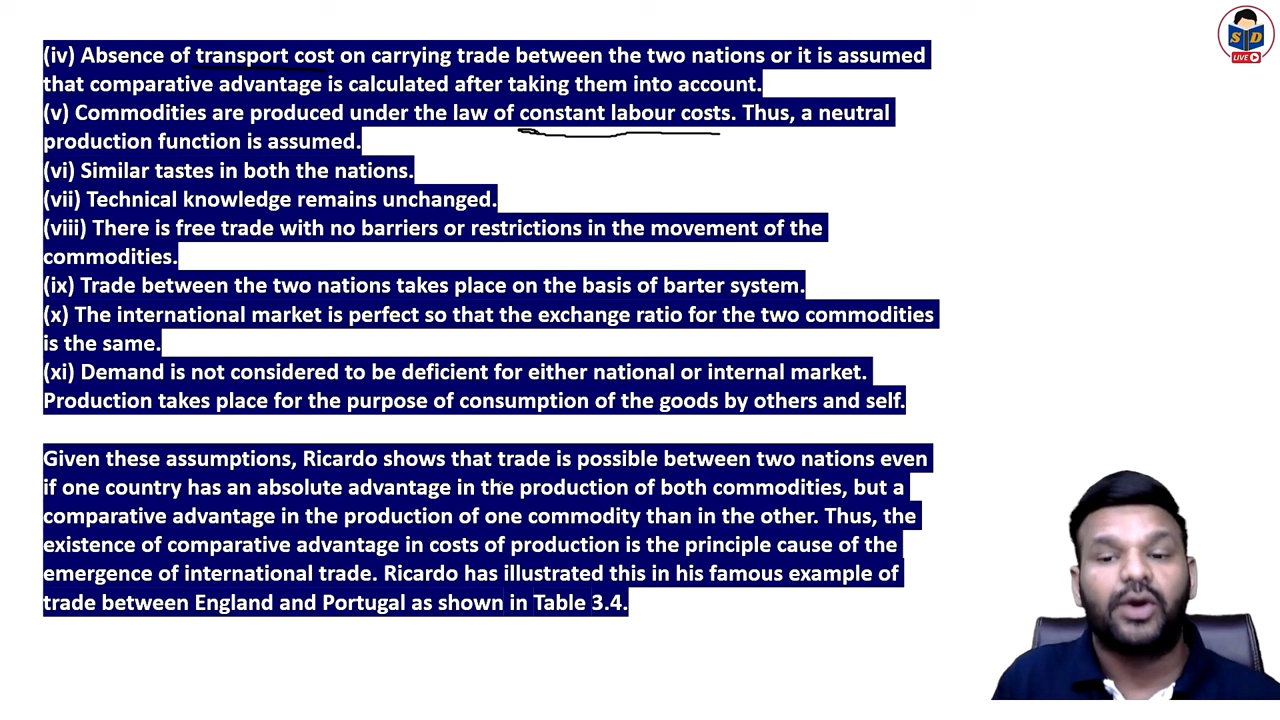 S D
LIVE
(iv) Absence of transport cost on carrying trade between the two nations or it is assumed
that comparative advantage is calculated after taking them into account.
(v) Commodities are produced under the law of constant labour costs. Thus, a neutral
production function is assumed.
(vi) Similar tastes in both the nations.
(vii) Technical knowledge remains unchanged.
(viii) There is free trade with no barriers or restrictions in the movement of the
commodities.
(ix) Trade between the two nations takes place on the basis of barter system.
(x) The international market is perfect so that the exchange ratio for the two commodities
is the same.
(xi) Demand is not considered to be deficient for either national or internal market.
Production takes place for the purpose of consumption of the goods by others and self.
Given these assumptions, Ricardo shows that trade is possible between two nations even
if one country has an absolute advantage in the production of both commodities, but a
comparative advantage in the production of one commodity than in the other. Thus, the
existence of comparative advantage in costs of production is the principle cause of the
emergence of international trade. Ricardo has illustrated this in his famous example of
trade between England and Portugal as shown in Table 3.4.